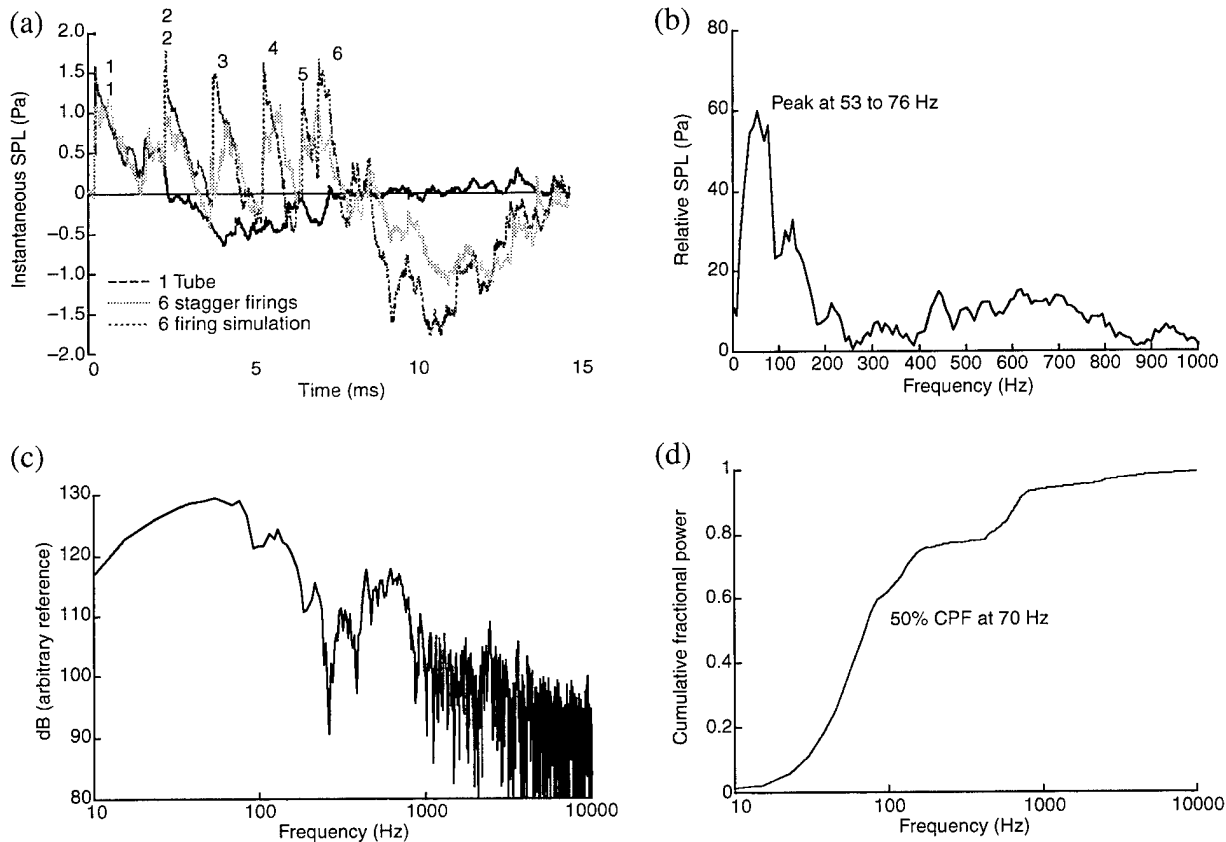 (a)
2
2
1
1
3
4
5
6
2.0
1.5
1.0
0.5
0
−0.5
−1.0
−1.5
−2.0
Instantaneous SPL (Pa)
1 Tube
6 stagger firings
6 firing simulation
0 5 10 15
Time (ms)
(b)
80
60
40
20
0
Relative SPL (Pa)
Peak at 53 to 76 Hz
0 100 200 300 400 500 600 700 800 900 1000
Frequency (Hz)
(c)
130
120
110
100
90
80
dB (arbitrary reference)
10 100 1000 10000
Frequency (Hz)
(d)
1
0.8
0.6
0.4
0.2
0
Cumulative fractional power
50% CPF at 70 Hz
10 100 1000 10000
Frequency (Hz)